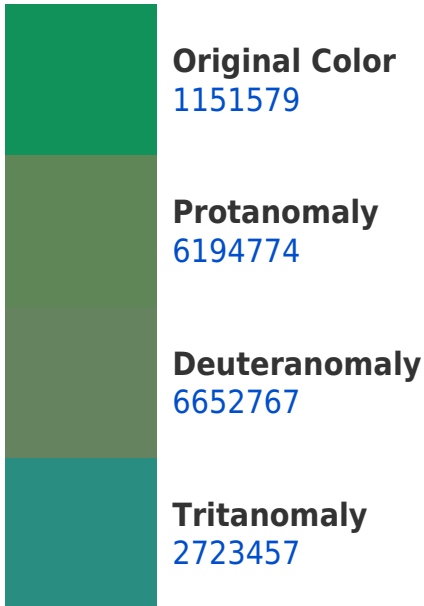 Original Color
1151579
Protanomaly
6194774
Deuteranomaly
6652767
Tritanomaly
2723457